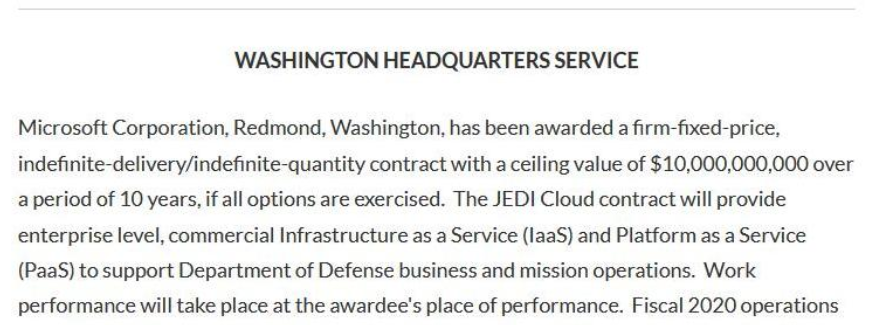 WASHINGTON HEADQUARTERS SERVICE
Microsoft Corporation, Redmond, Washington, has been awarded a firm-fixed-price,
indefinite-delivery/indefinite-quantity contract with a ceiling value of $10,000,000,000 over
a period of 10 years, if all options are exercised.  The JEDI Cloud contract will provide
enterprise level, commercial Infrastructure as a Service (IaaS) and Platform as a Service
(PaaS) to support Department of Defense business and mission operations.  Work
performance will take place at the awardee's place of performance.  Fiscal 2020 operations